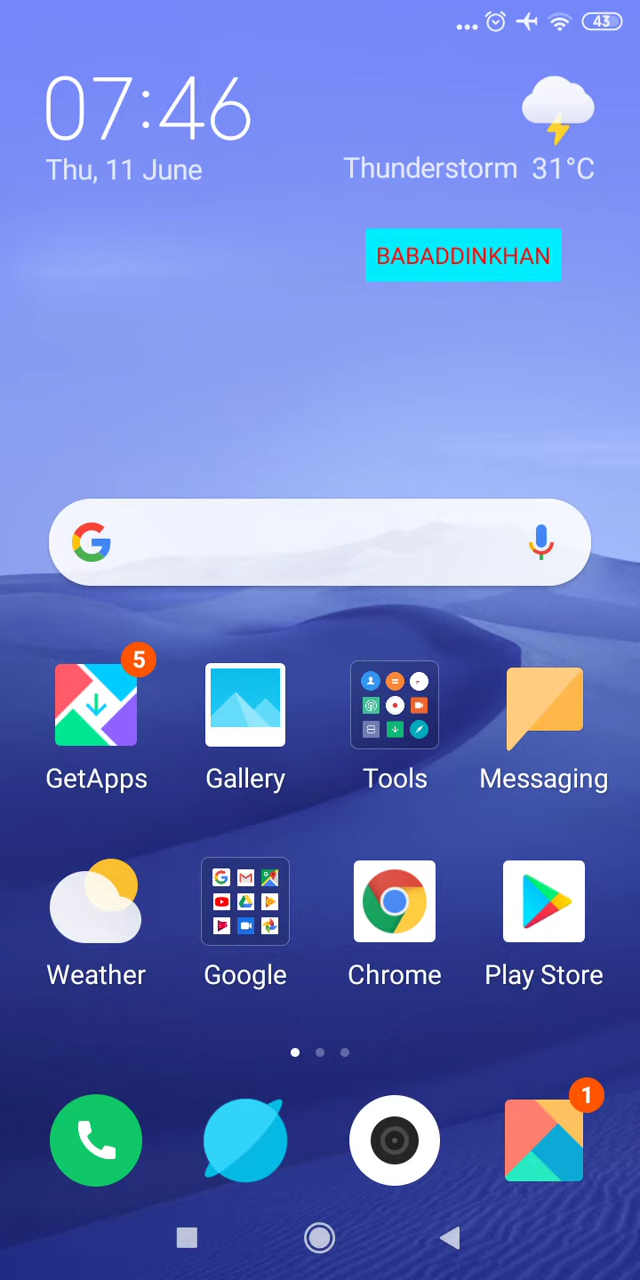 43
07:46
Thu, 11 June
Thunderstorm 31°C
BABADDINKHAN
5
GetApps
Gallery
Tools
Messaging
Weather
Google
Chrome
Play Store
1